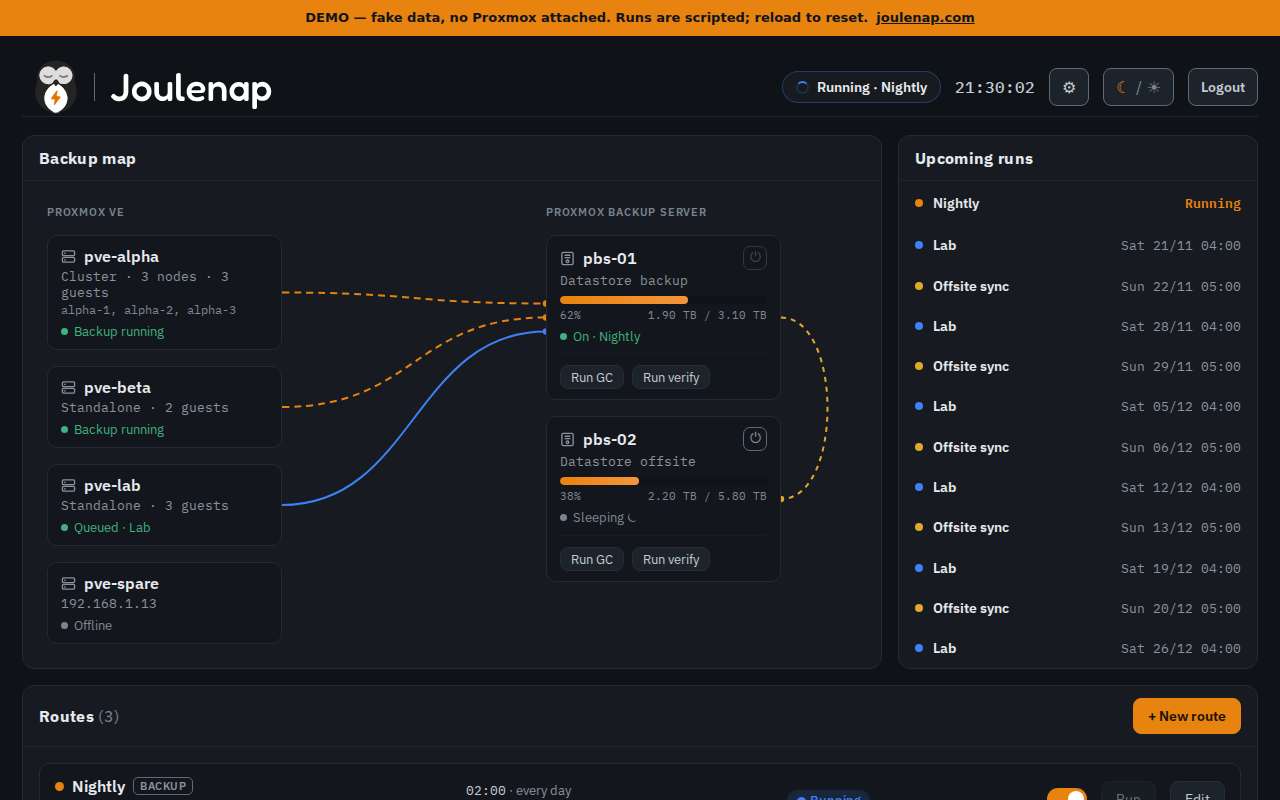 DEMO — fake data, no Proxmox attached. Runs are scripted; reload to reset. joulenap.com
Joulenap
Running · Nightly
21:30:02
/
Logout
Backup map
PROXMOX VE
pve-alpha
Cluster · 3 nodes · 3
guests
alpha-1, alpha-2, alpha-3
Backup running
pve-beta
Standalone · 2 guests
Backup running
pve-lab
Standalone · 3 guests
Queued · Lab
pve-spare
192.168.1.13
Offline
PROXMOX BACKUP SERVER
pbs-01
Datastore backup
62% 1.90 TB / 3.10 TB
On · Nightly
Run GC Run verify
pbs-02
Datastore offsite
38% 2.20 TB / 5.80 TB
Sleeping
Run GC Run verify
Upcoming runs
Nightly Running
Lab Sat 21/11 04:00
Offsite sync Sun 22/11 05:00
Lab Sat 28/11 04:00
Offsite sync Sun 29/11 05:00
Lab Sat 05/12 04:00
Offsite sync Sun 06/12 05:00
Lab Sat 12/12 04:00
Offsite sync Sun 13/12 05:00
Lab Sat 19/12 04:00
Offsite sync Sun 20/12 05:00
Lab Sat 26/12 04:00
Routes (3)
+ New route
Nightly BACKUP
02:00 · every day
Running
Run
Edit